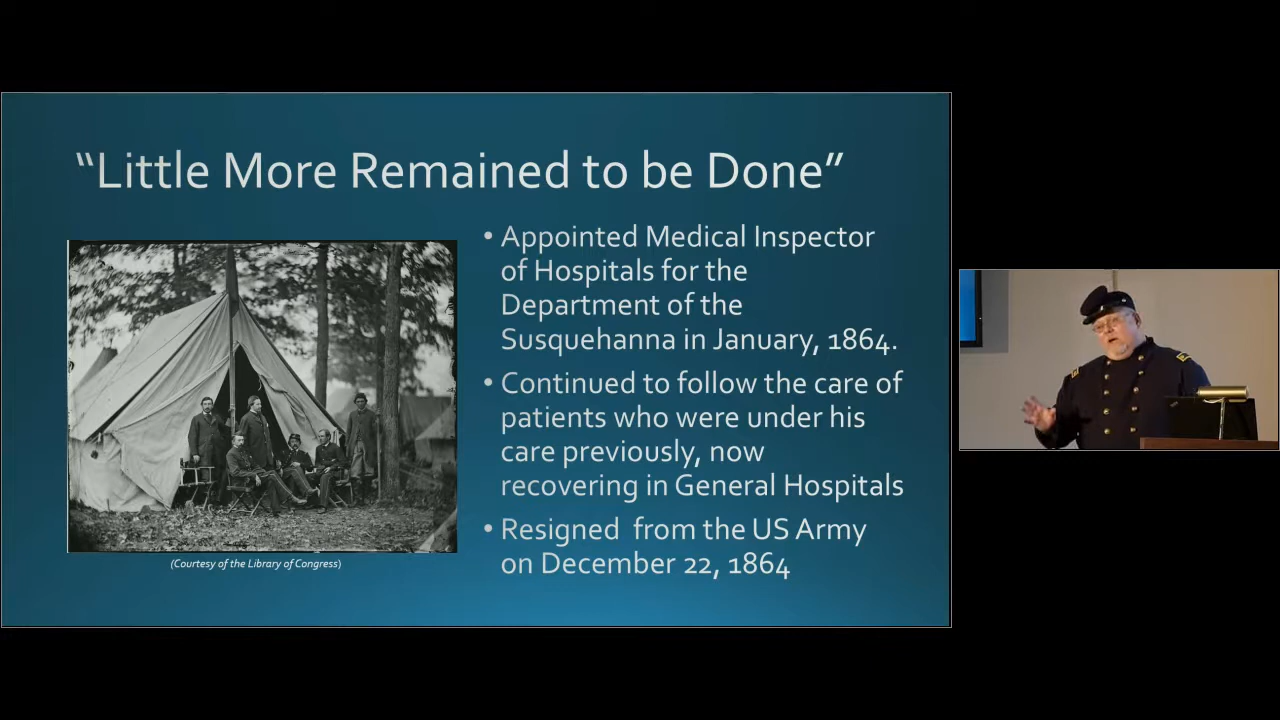 “Little More Remained to be Done”
• Appointed Medical Inspector
of Hospitals for the
Department of the
Susquehanna in January, 1864.
• Continued to follow the care of
patients who were under his
care previously, now
recovering in General Hospitals
• Resigned  from the US Army
on December 22, 1864
(Courtesy of the Library of Congress)